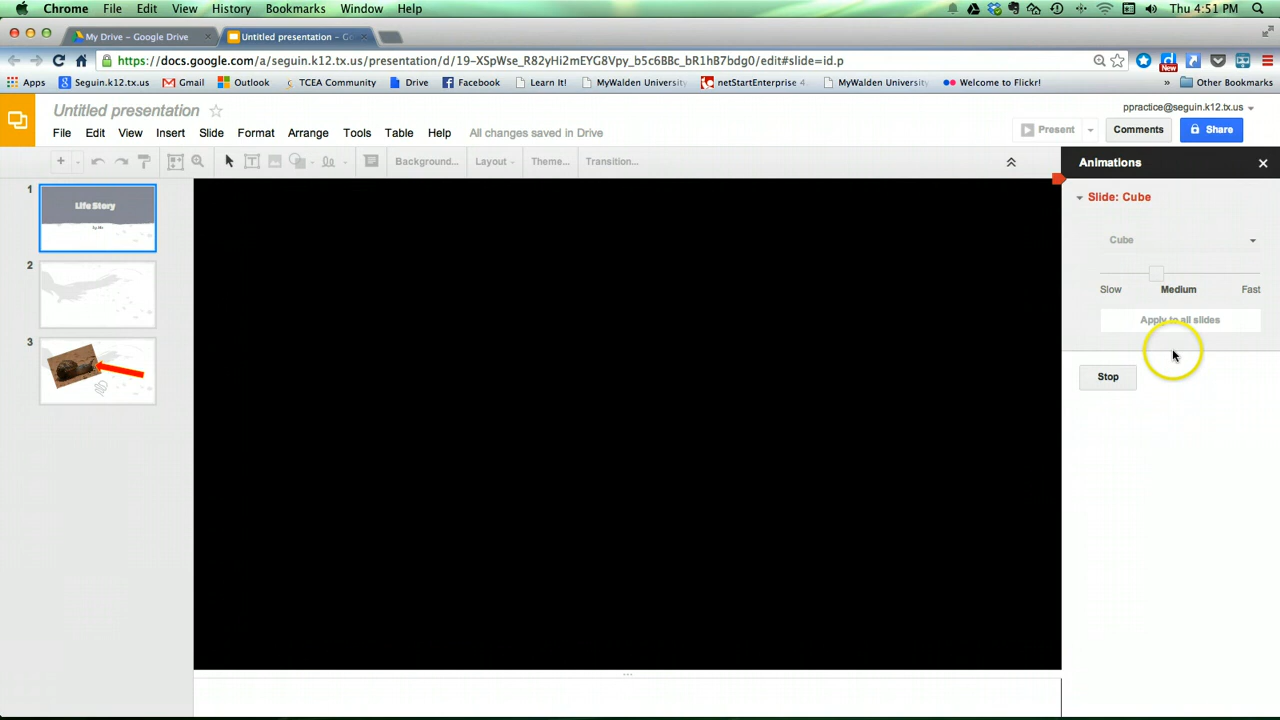 Chrome File Edit View History Bookmarks Window Help Thu 4:51 PM
My Drive – Google Drive Untitled presentation – Go
https://docs.google.com/a/seguin.k12.tx.us/presentation/d/19-XSpWse_R82yHi2mEYG8Vpy_b5c6BBc_bR1hB7bdg0/edit#slide=id.p
Apps Seguin.k12.tx.us Gmail Outlook TCEA Community Drive Facebook Learn It! MyWalden University netStartEnterprise 4 MyWalden University Welcome to Flickr! » Other Bookmarks
New
Untitled presentation
ppractice@seguin.k12.tx.us
File Edit View Insert Slide Format Arrange Tools Table Help All changes saved in Drive
Present Comments Share
Background... Layout Theme... Transition...
Animations
1
Life Story
by Me
2
3
Slide: Cube
Cube
Slow Medium Fast
Apply to all slides
Stop